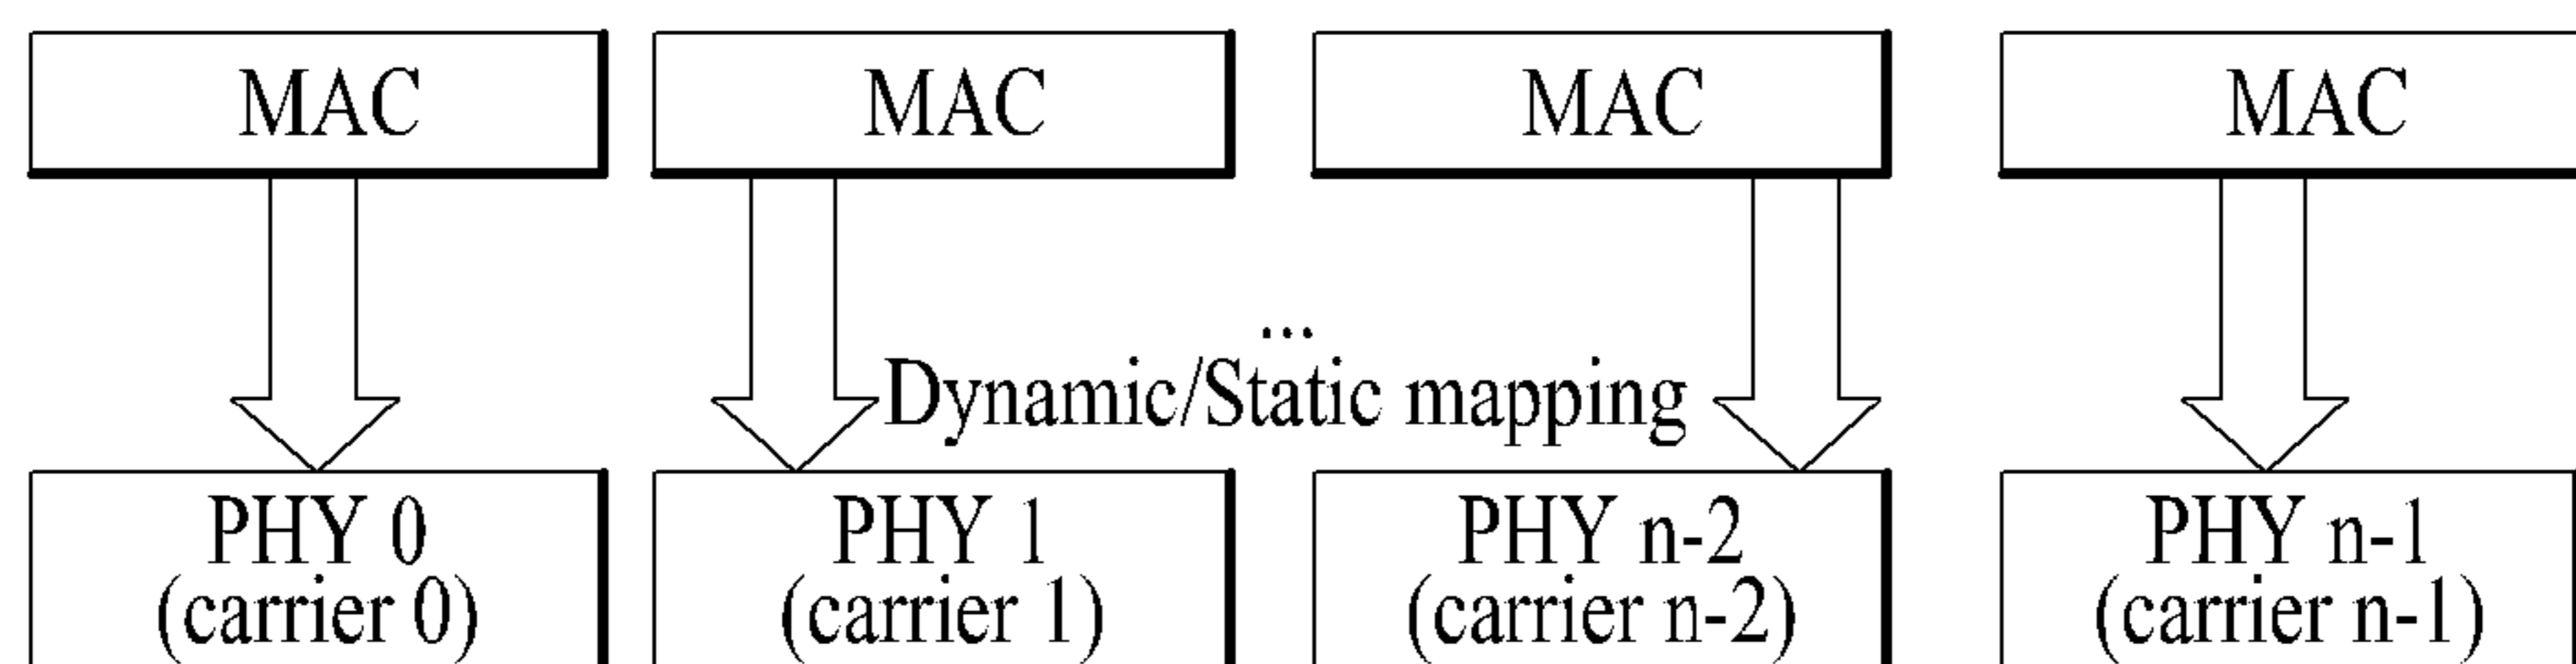 MAC
MAC
MAC
MAC
...
Dynamic/Static mapping
PHY 0
(carrier 0)
PHY 1
(carrier 1)
PHY n-2
(carrier n-2)
PHY n-1
(carrier n-1)